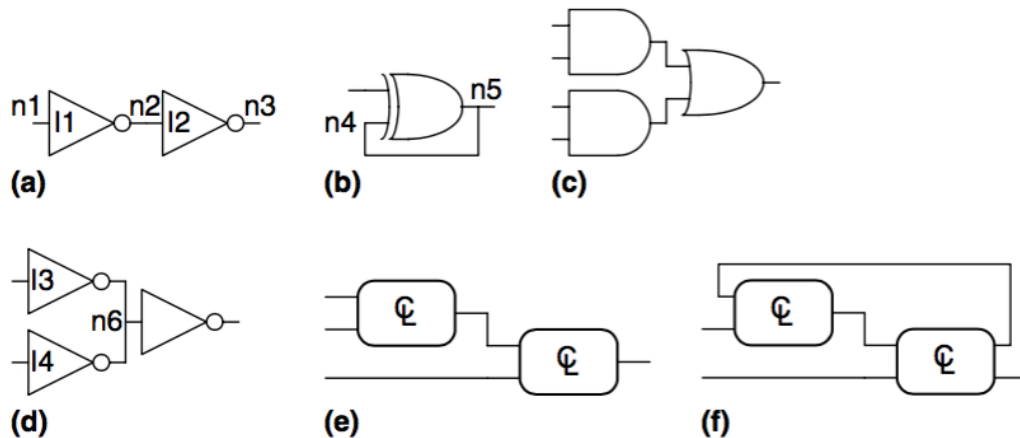 n1 I1 n2 I2 n3
(a)
n4 n5
(b)
(c)
I3
n6
I4
(d)
CL
CL
(e)
CL
CL
(f)